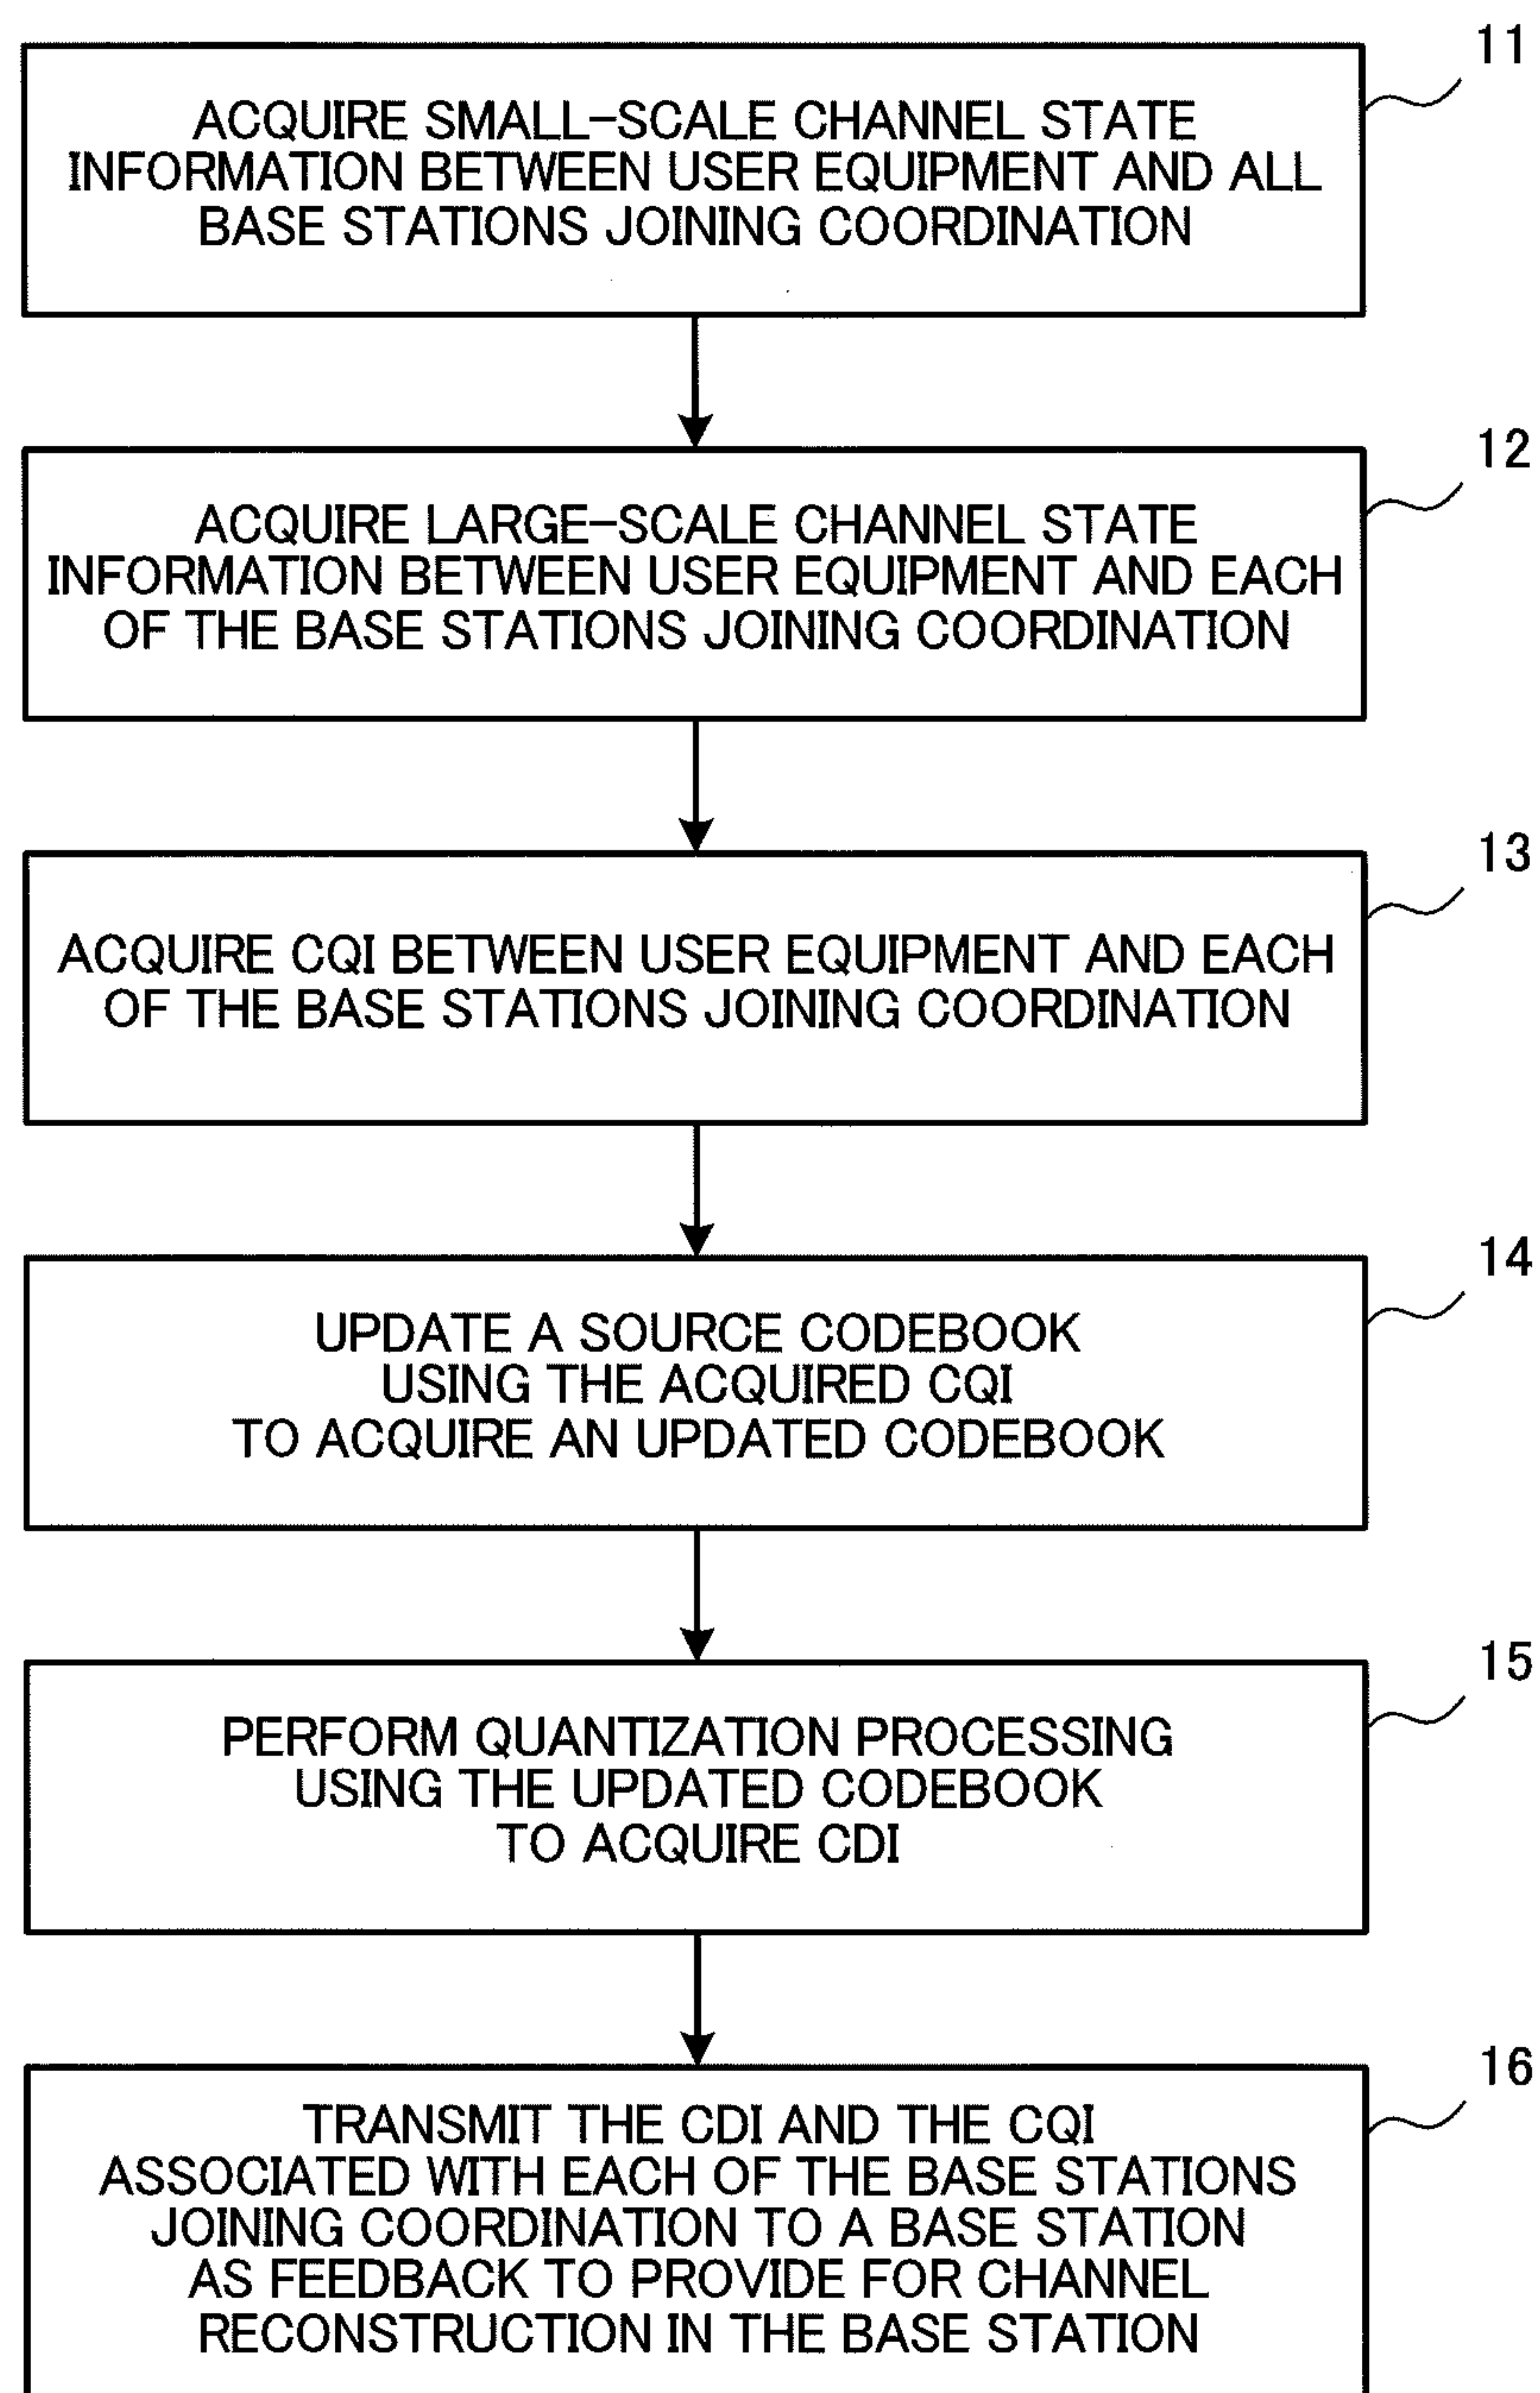 11
ACQUIRE SMALL-SCALE CHANNEL STATE
INFORMATION BETWEEN USER EQUIPMENT AND ALL
BASE STATIONS JOINING COORDINATION
12
ACQUIRE LARGE-SCALE CHANNEL STATE
INFORMATION BETWEEN USER EQUIPMENT AND EACH
OF THE BASE STATIONS JOINING COORDINATION
13
ACQUIRE CQI BETWEEN USER EQUIPMENT AND EACH
OF THE BASE STATIONS JOINING COORDINATION
14
UPDATE A SOURCE CODEBOOK
USING THE ACQUIRED CQI
TO ACQUIRE AN UPDATED CODEBOOK
15
PERFORM QUANTIZATION PROCESSING
USING THE UPDATED CODEBOOK
TO ACQUIRE CDI
16
TRANSMIT THE CDI AND THE CQI
ASSOCIATED WITH EACH OF THE BASE STATIONS
JOINING COORDINATION TO A BASE STATION
AS FEEDBACK TO PROVIDE FOR CHANNEL
RECONSTRUCTION IN THE BASE STATION